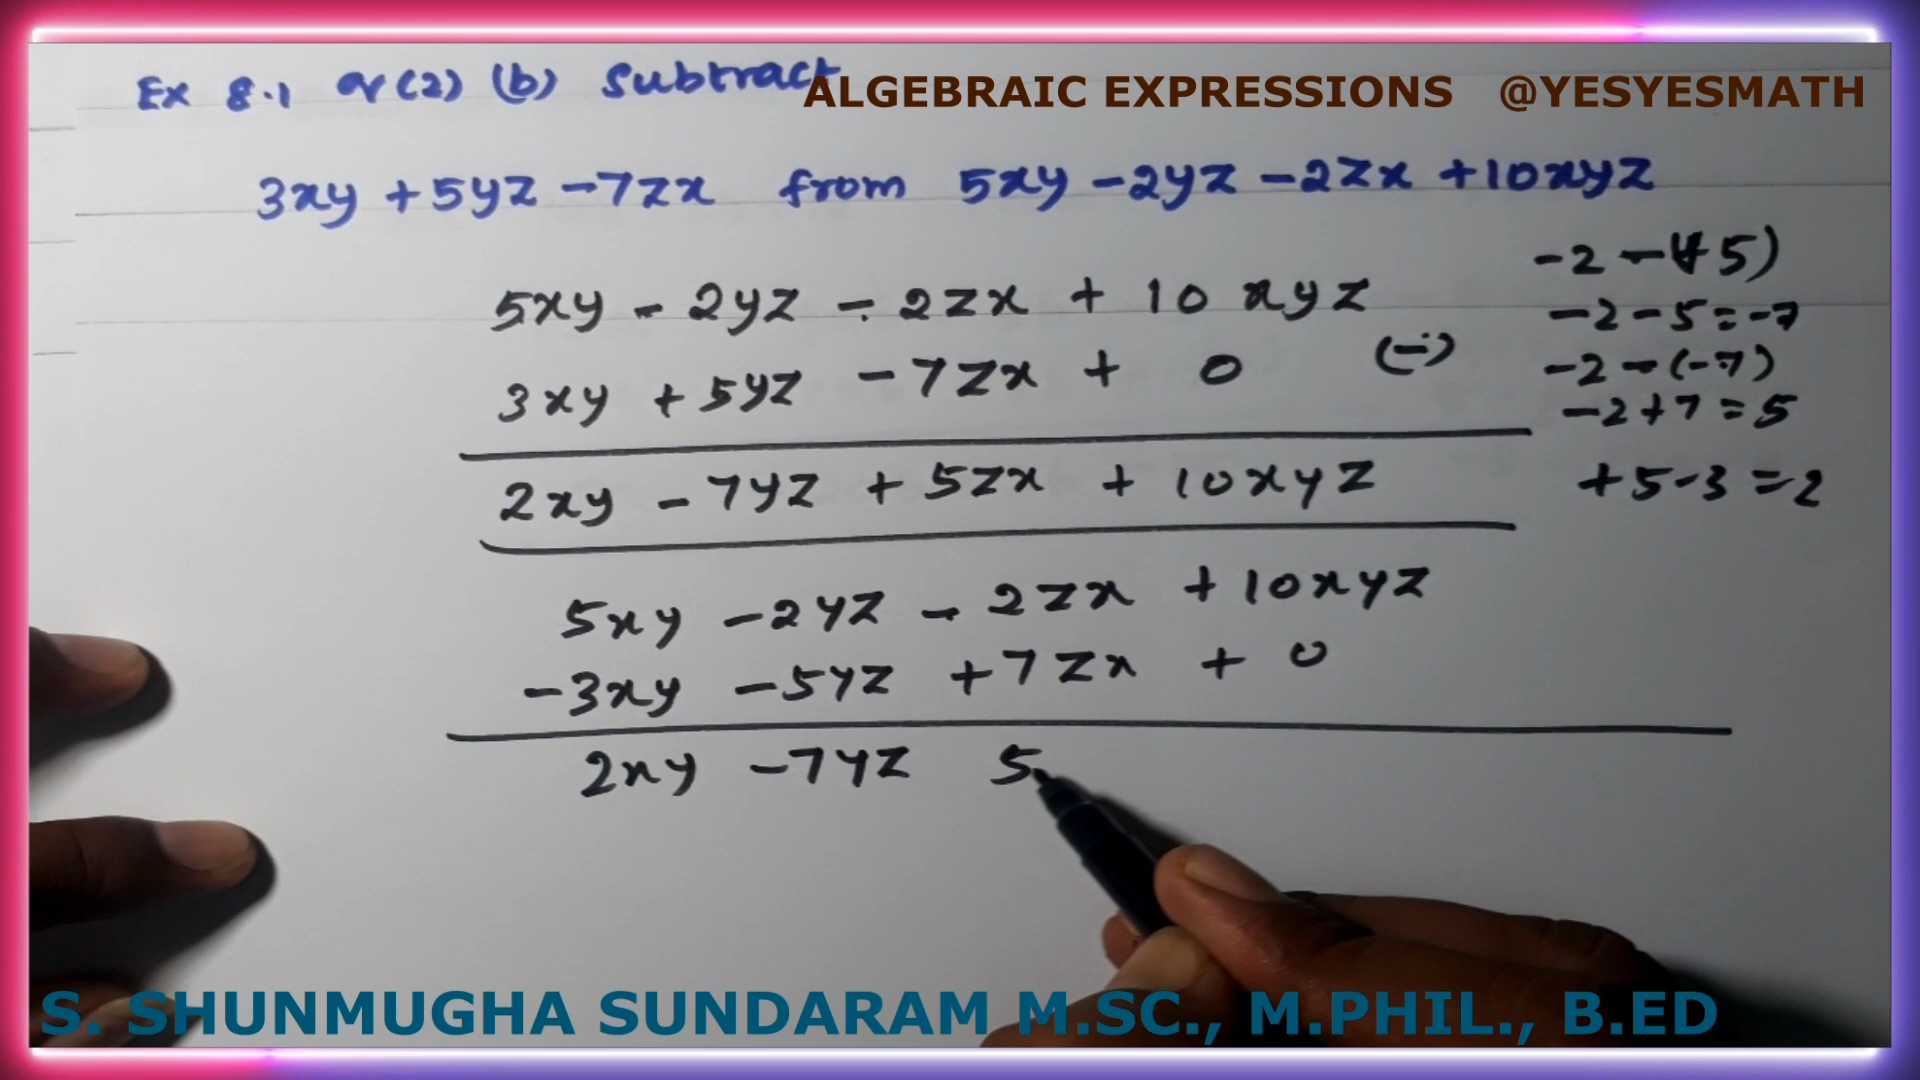 Ex 8.1 Q(2) (b) Subtract
ALGEBRAIC EXPRESSIONS @YESYESMATH
3xy + 5yz - 7zx from 5xy - 2yz - 2zx + 10xyz
5xy - 2yz - 2zx + 10xyz
3xy + 5yz - 7zx + 0 (-)
2xy - 7yz + 5zx + 10xyz
-2 - (+5)
-2 - 5 = -7
-2 - (-7)
-2 + 7 = 5
+5 - 3 = 2
5xy - 2yz - 2zx + 10xyz
-3xy - 5yz + 7zx + 0
2xy - 7yz 5
S. SHUNMUGHA SUNDARAM M.SC., M.PHIL., B.ED